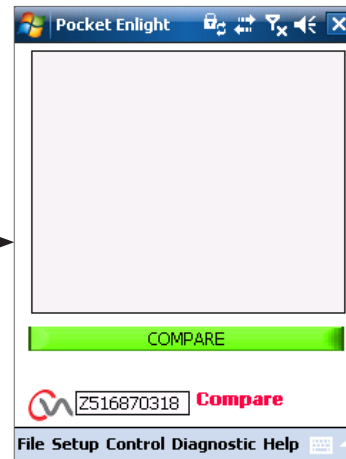 Pocket Enlight
COMPARE
Z516870318 Compare
File Setup Control Diagnostic Help